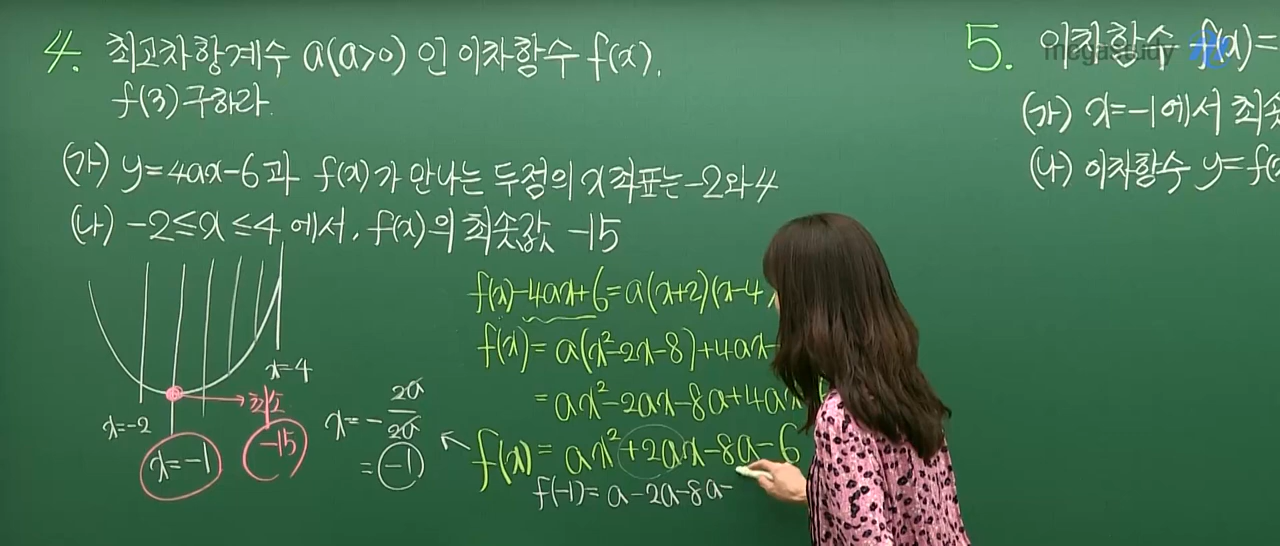 4. 최고차항계수 a(a>0) 인 이차함수 f(x).
f(3)구하라.
(가) y=4ax-6과 f(x)가 만나는 두점의 x좌표는 -2와 4
(나) -2≤x≤4 에서, f(x)의 최솟값 -15
x=-2
x=-1
최소
-15
x=4
x=-2a/2a
=-1
f(x)-4ax+6=a(x+2)(x-4
f(x)=a(x²-2x-8)+4ax-
=ax²-2ax-8a+4ax
f(x)=ax²+2ax-8a-6
f(-1)=a-2a-8a-
5. 이차함수 f(x)=
(가) x=-1에서 최솟
(나) 이차함수 y=f(x
megastudy